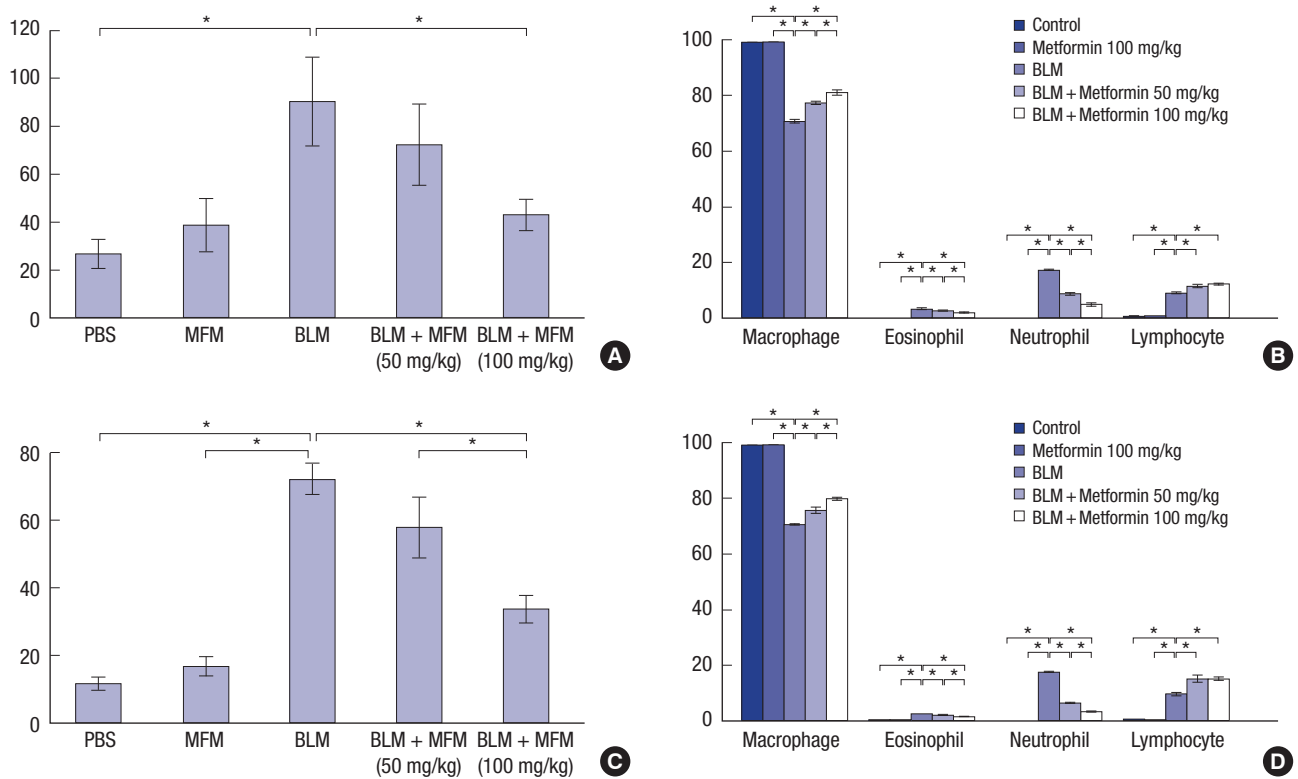 * *
120
100
80
60
40
20
0
PBS MFM BLM BLM + MFM BLM + MFM
(50 mg/kg) (100 mg/kg)
A
* *
* * *
Control
Metformin 100 mg/kg
BLM
BLM + Metformin 50 mg/kg
BLM + Metformin 100 mg/kg
100
80
60
40
20
0
* *
* * *
* *
* * *
* *
* *
Macrophage Eosinophil Neutrophil Lymphocyte
B
* *
* *
80
60
40
20
0
PBS MFM BLM BLM + MFM BLM + MFM
(50 mg/kg) (100 mg/kg)
C
* *
* * *
Control
Metformin 100 mg/kg
BLM
BLM + Metformin 50 mg/kg
BLM + Metformin 100 mg/kg
100
80
60
40
20
0
* *
* * *
* *
* * *
* *
* *
Macrophage Eosinophil Neutrophil Lymphocyte
D